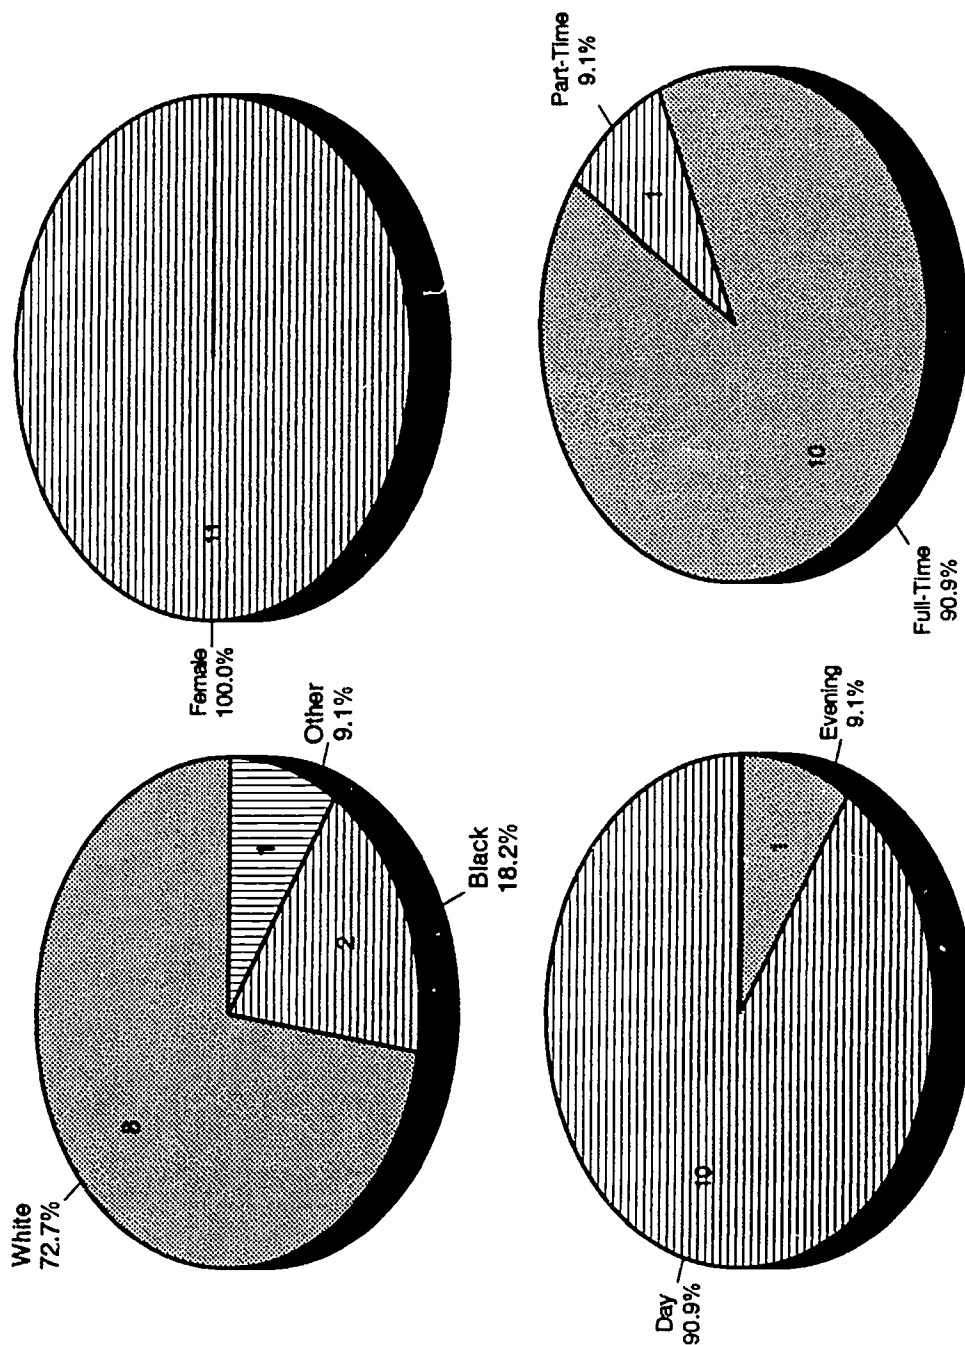 White
72.7%
8
1
Other
9.1%
2
Black
18.2%
Female
100.0%
11
Day
90.9%
10
1
Evening
9.1%
Part-Time
9.1%
1
10
Full-Time
90.9%